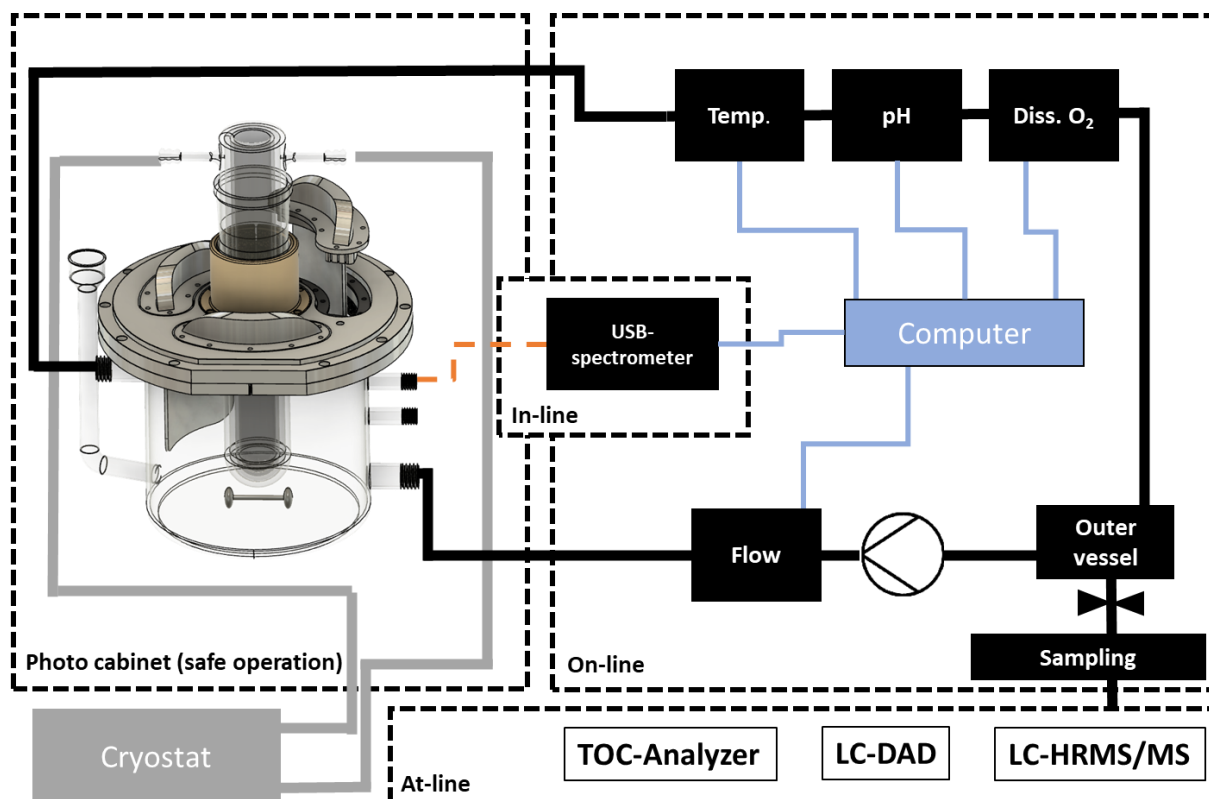 Temp.
pH
Diss. O₂
USB-
spectrometer
Computer
In-line
Flow
Outer
vessel
Photo cabinet (safe operation)
On-line
Sampling
Cryostat
TOC-Analyzer
LC-DAD
LC-HRMS/MS
At-line